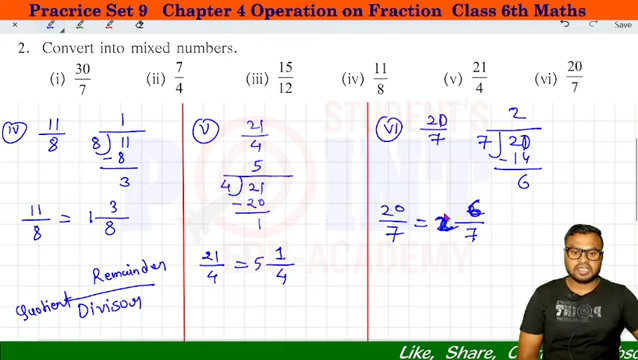 Pracrice Set 9 Chapter 4 Operation on Fraction Class 6th Maths
Save
2. Convert into mixed numbers.
(i) 30/7 (ii) 7/4 (iii) 15/12 (iv) 11/8 (v) 21/4 (vi) 20/7
iv 11/8
1
8 ) 11
- 8
3
11/8 = 1 3/8
Remainder
Quotient
Divisor
v 21/4
5
4 ) 21
- 20
1
21/4 = 5 1/4
vi 20/7
2
7 ) 20
- 14
6
20/7 = 2 6/7
STUDENT'S
POINT
ACADEMY
Like, Share, C